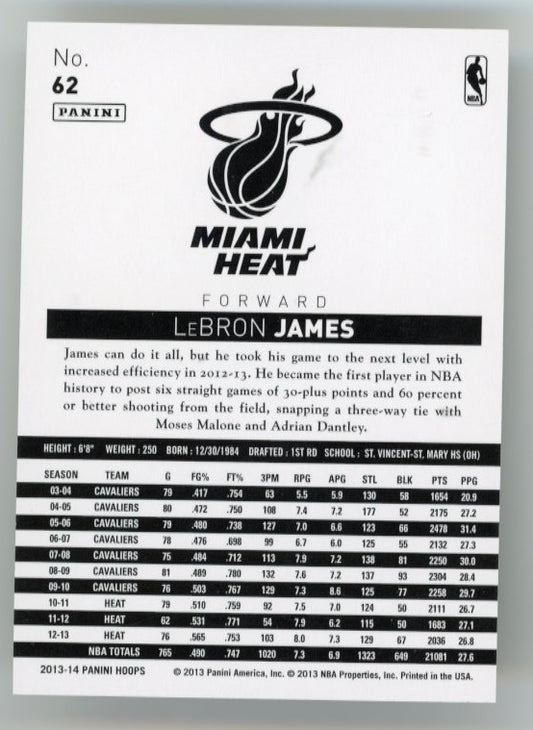 No.
62
PANINI
NBA
MIAMI
HEAT
FORWARD
LEBRON JAMES
James can do it all, but he took his game to the next level with
increased efficiency in 2012-13. He became the first player in NBA
history to post six straight games of 30-plus points and 60 percent
or better shooting from the field, snapping a three-way tie with
Moses Malone and Adrian Dantley.
HEIGHT : 6'8" WEIGHT : 250 BORN : 12/30/1984 DRAFTED : 1ST RD SCHOOL : ST. VINCENT-ST. MARY HS (OH)
SEASON TEAM G FG% FT% 3PM RPG APG STL BLK PTS PPG
03-04 CAVALIERS 79 .417 .754 63 5.5 5.9 130 58 1654 20.9
04-05 CAVALIERS 80 .472 .750 108 7.4 7.2 177 52 2175 27.2
05-06 CAVALIERS 79 .480 .738 127 7.0 6.6 123 66 2478 31.4
06-07 CAVALIERS 78 .476 .698 99 6.7 6.0 125 55 2132 27.3
07-08 CAVALIERS 75 .484 .712 113 7.9 7.2 138 81 2250 30.0
08-09 CAVALIERS 81 .489 .780 132 7.6 7.2 137 93 2304 28.4
09-10 CAVALIERS 76 .503 .767 129 7.3 8.6 125 77 2258 29.7
10-11 HEAT 79 .510 .759 92 7.5 7.0 124 50 2111 26.7
11-12 HEAT 62 .531 .771 54 7.9 6.2 115 50 1683 27.1
12-13 HEAT 76 .565 .753 103 8.0 7.3 129 67 2036 26.8
NBA TOTALS 765 .490 .747 1020 7.3 6.9 1323 649 21081 27.6
2013-14 PANINI HOOPS © 2013 Panini America, Inc. © 2013 NBA Properties, Inc. Printed in the USA.